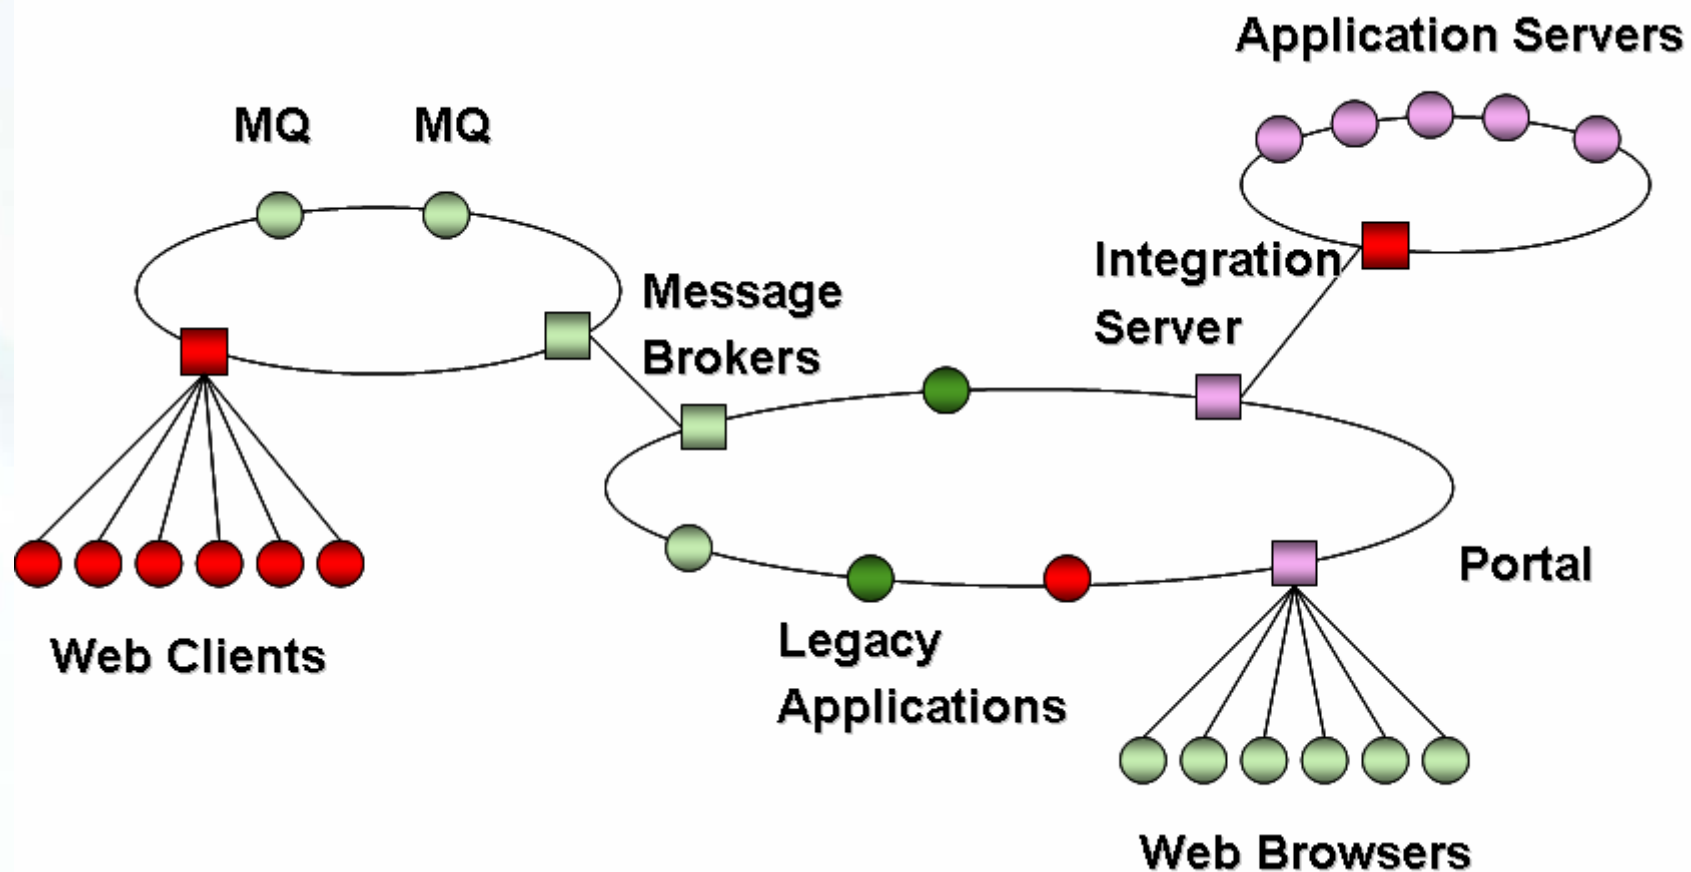 Application Servers
MQ
MQ
Message
Brokers
Integration
Server
Portal
Legacy
Applications
Web Clients
Web Browsers